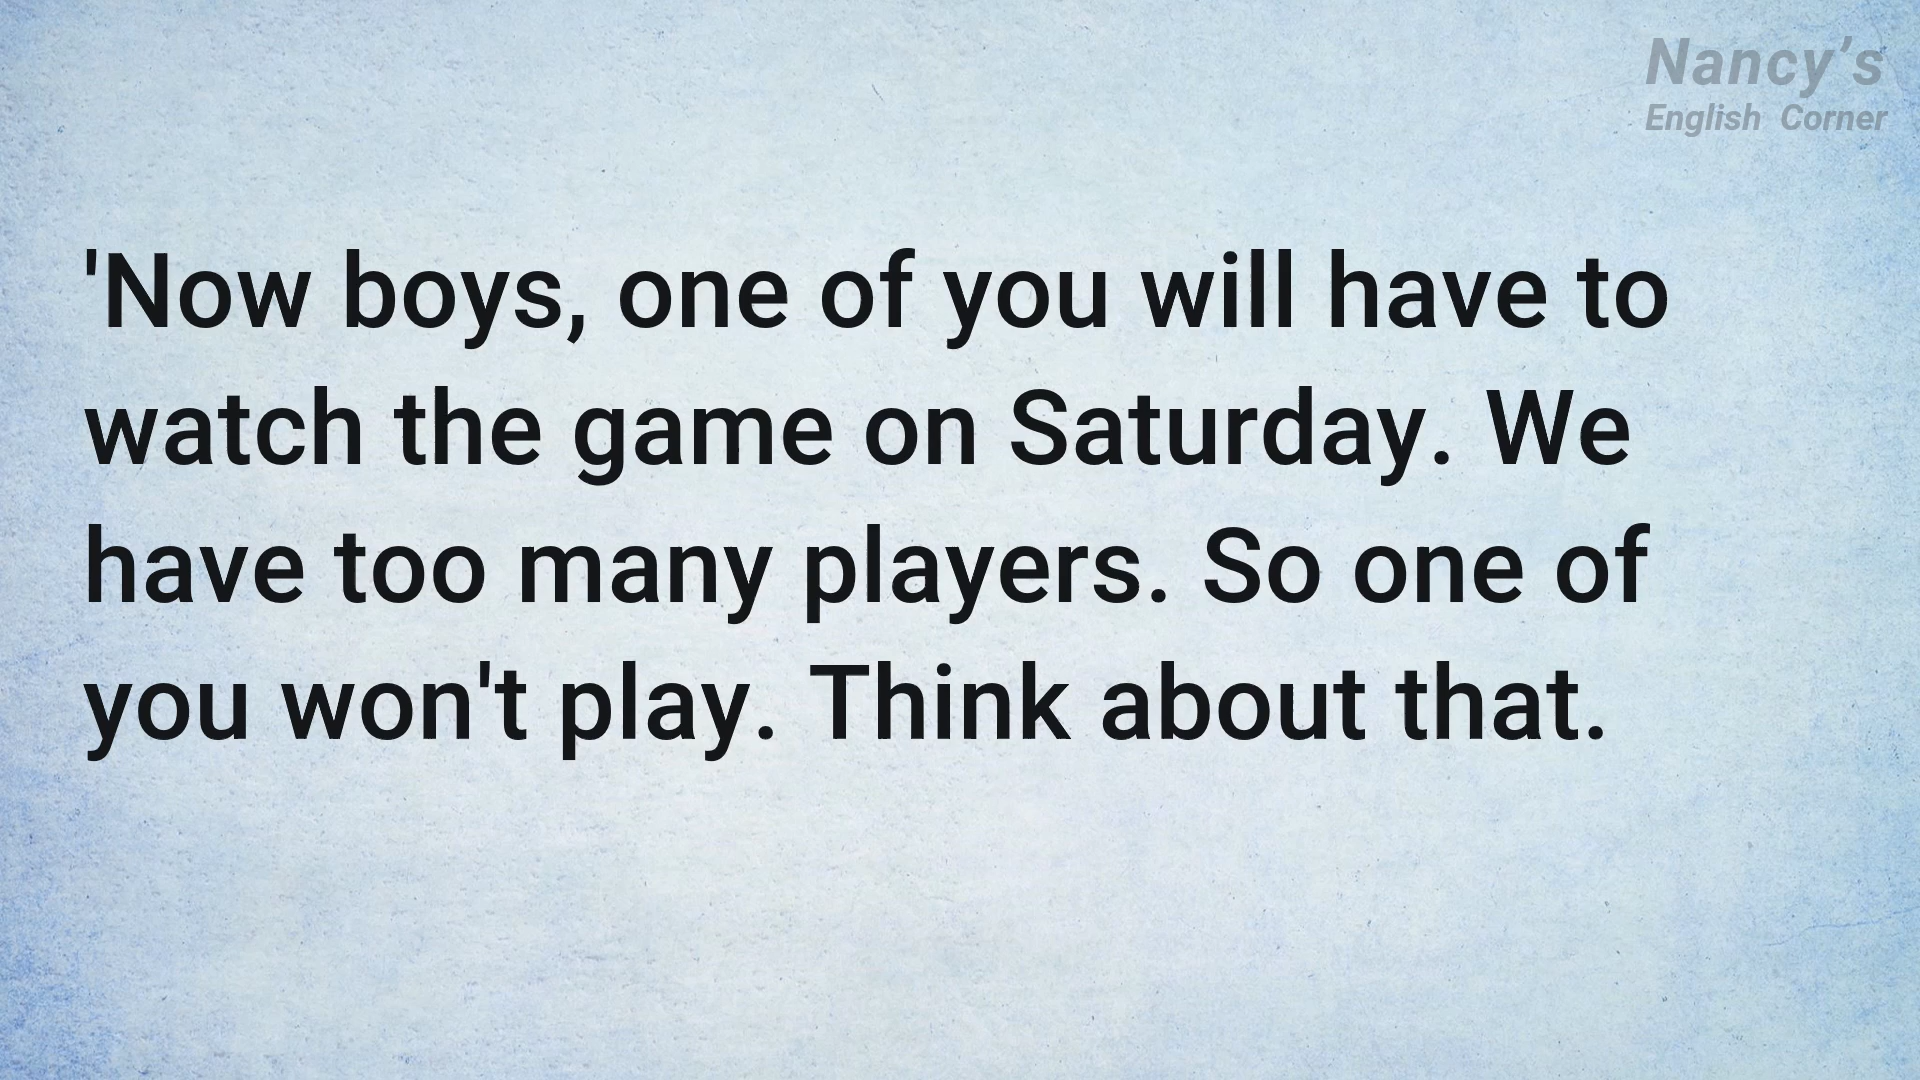 Nancy’s
English Corner
'Now boys, one of you will have to
watch the game on Saturday. We
have too many players. So one of
you won't play. Think about that.